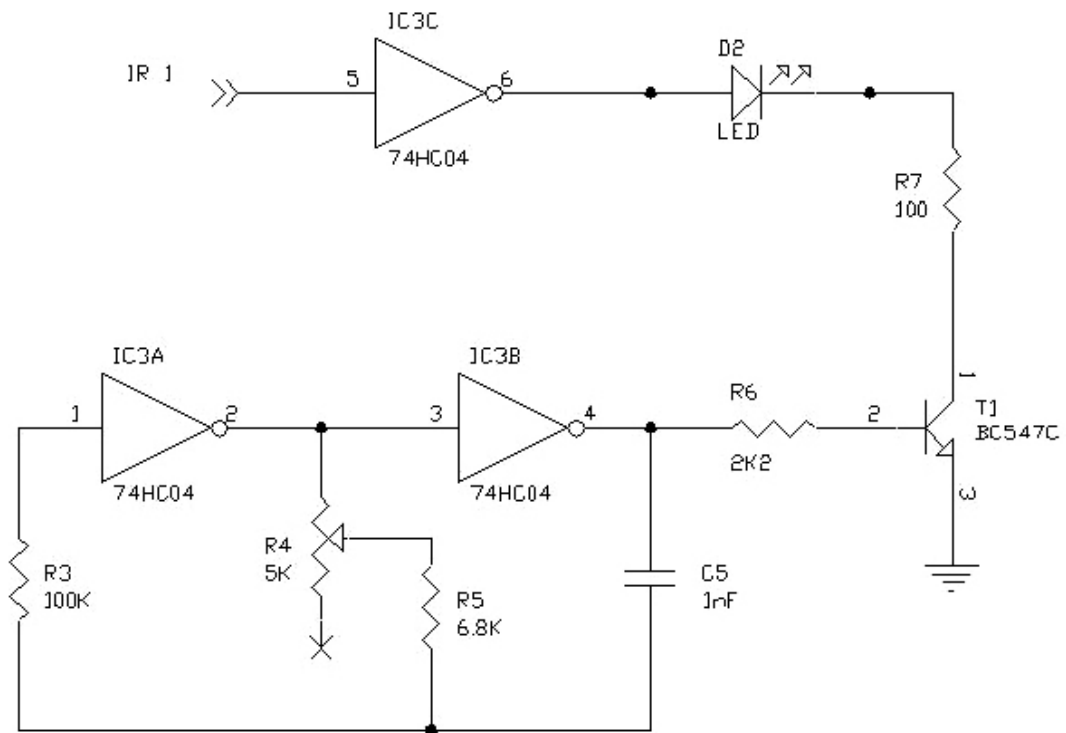 IC3C
IR 1
5
6
74HC04
D2
LED
R7
100
IC3A
1
2
74HC04
IC3B
3
4
74HC04
R6
2K2
2
1
T1
BC547C
3
R3
100K
R4
5K
R5
6.8K
C5
1nF